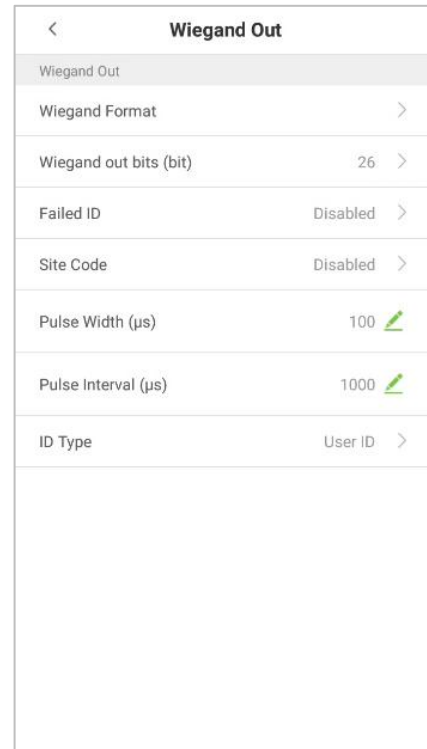 Wiegand Out
Wiegand Out
Wiegand Format
Wiegand out bits (bit) 26
Failed ID Disabled
Site Code Disabled
Pulse Width (μs) 100
Pulse Interval (μs) 1000
ID Type User ID